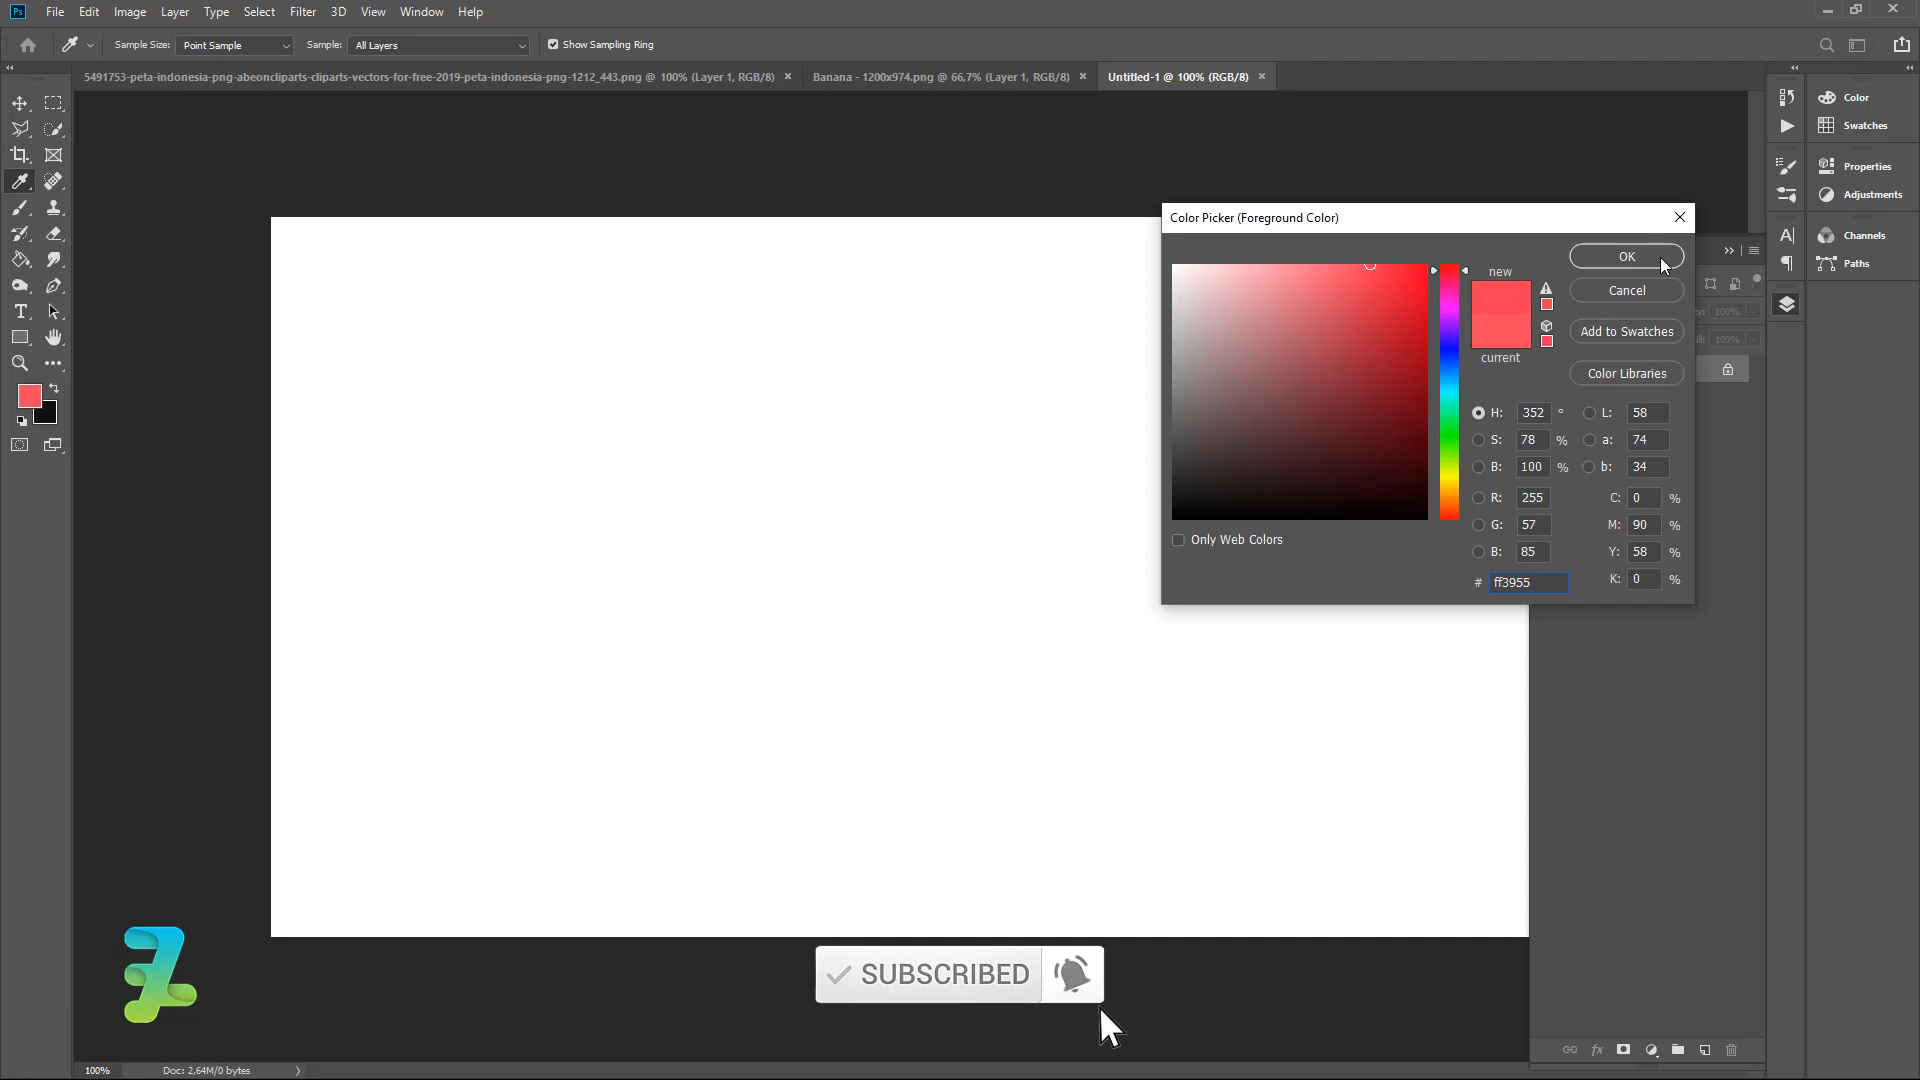 Ps File Edit Image Layer Type Select Filter 3D View Window Help
Sample Size: Point Sample Sample: All Layers Show Sampling Ring
5491753-peta-indonesia-png-abeoncliparts-cliparts-vectors-for-free-2019-peta-indonesia-png-1212_443.png @ 100% (Layer 1, RGB/8) Banana - 1200x974.png @ 66,7% (Layer 1, RGB/8) Untitled-1 @ 100% (RGB/8)
Color
Swatches
Properties
Adjustments
Channels
Paths
Color Picker (Foreground Color)
new
current
OK
Cancel
Add to Swatches
Color Libraries
H: 352 ° L: 58
S: 78 % a: 74
B: 100 % b: 34
R: 255 C: 0 %
G: 57 M: 90 %
B: 85 Y: 58 %
# ff3955 K: 0 %
Only Web Colors
100%
100%
SUBSCRIBED
100% Doc: 2,64M/0 bytes